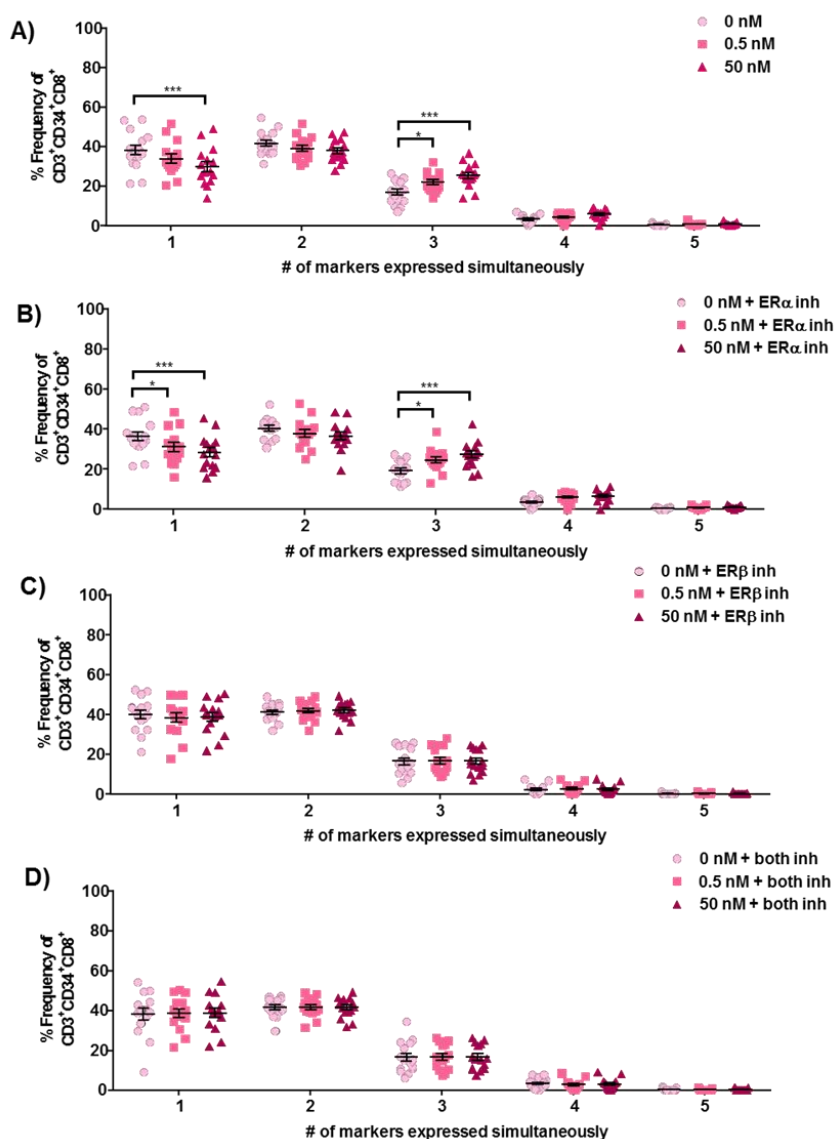 A)
0 nM
0.5 nM
50 nM
% Frequency of
CD3⁺CD34⁺CD8⁺
100
80
60
40
20
0
***
***
*
1 2 3 4 5
# of markers expressed simultaneously
B)
0 nM + ERα inh
0.5 nM + ERα inh
50 nM + ERα inh
% Frequency of
CD3⁺CD34⁺CD8⁺
100
80
60
40
20
0
***
*
***
*
1 2 3 4 5
# of markers expressed simultaneously
C)
0 nM + ERβ inh
0.5 nM + ERβ inh
50 nM + ERβ inh
% Frequency of
CD3⁺CD34⁺CD8⁺
100
80
60
40
20
0
1 2 3 4 5
# of markers expressed simultaneously
D)
0 nM + both inh
0.5 nM + both inh
50 nM + both inh
% Frequency of
CD3⁺CD34⁺CD8⁺
100
80
60
40
20
0
1 2 3 4 5
# of markers expressed simultaneously